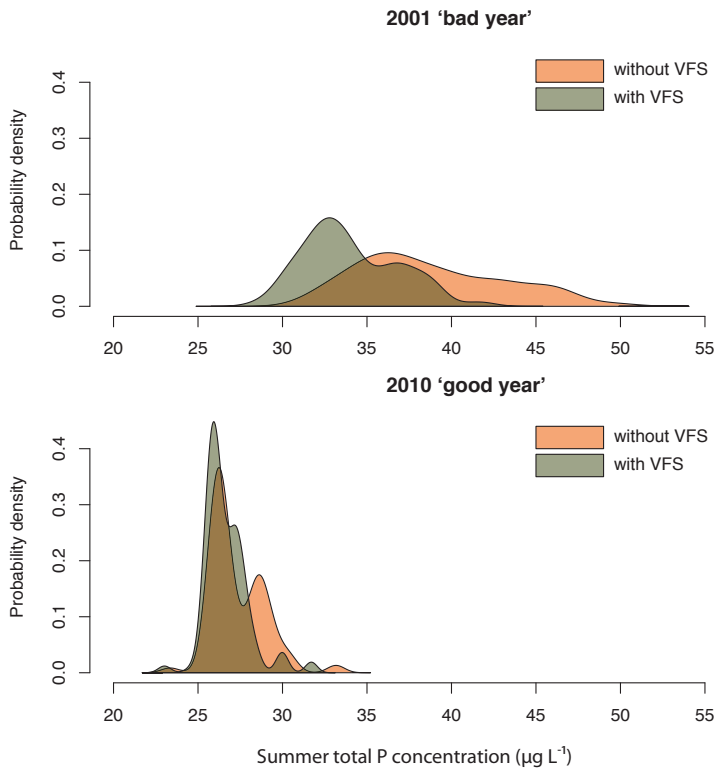 2001 ‘bad year’
without VFS
with VFS
Probability density
0.4
0.3
0.2
0.1
0.0
20 25 30 35 40 45 50 55
2010 ‘good year’
without VFS
with VFS
Probability density
0.4
0.3
0.2
0.1
0.0
20 25 30 35 40 45 50 55
Summer total P concentration (µg L⁻¹)